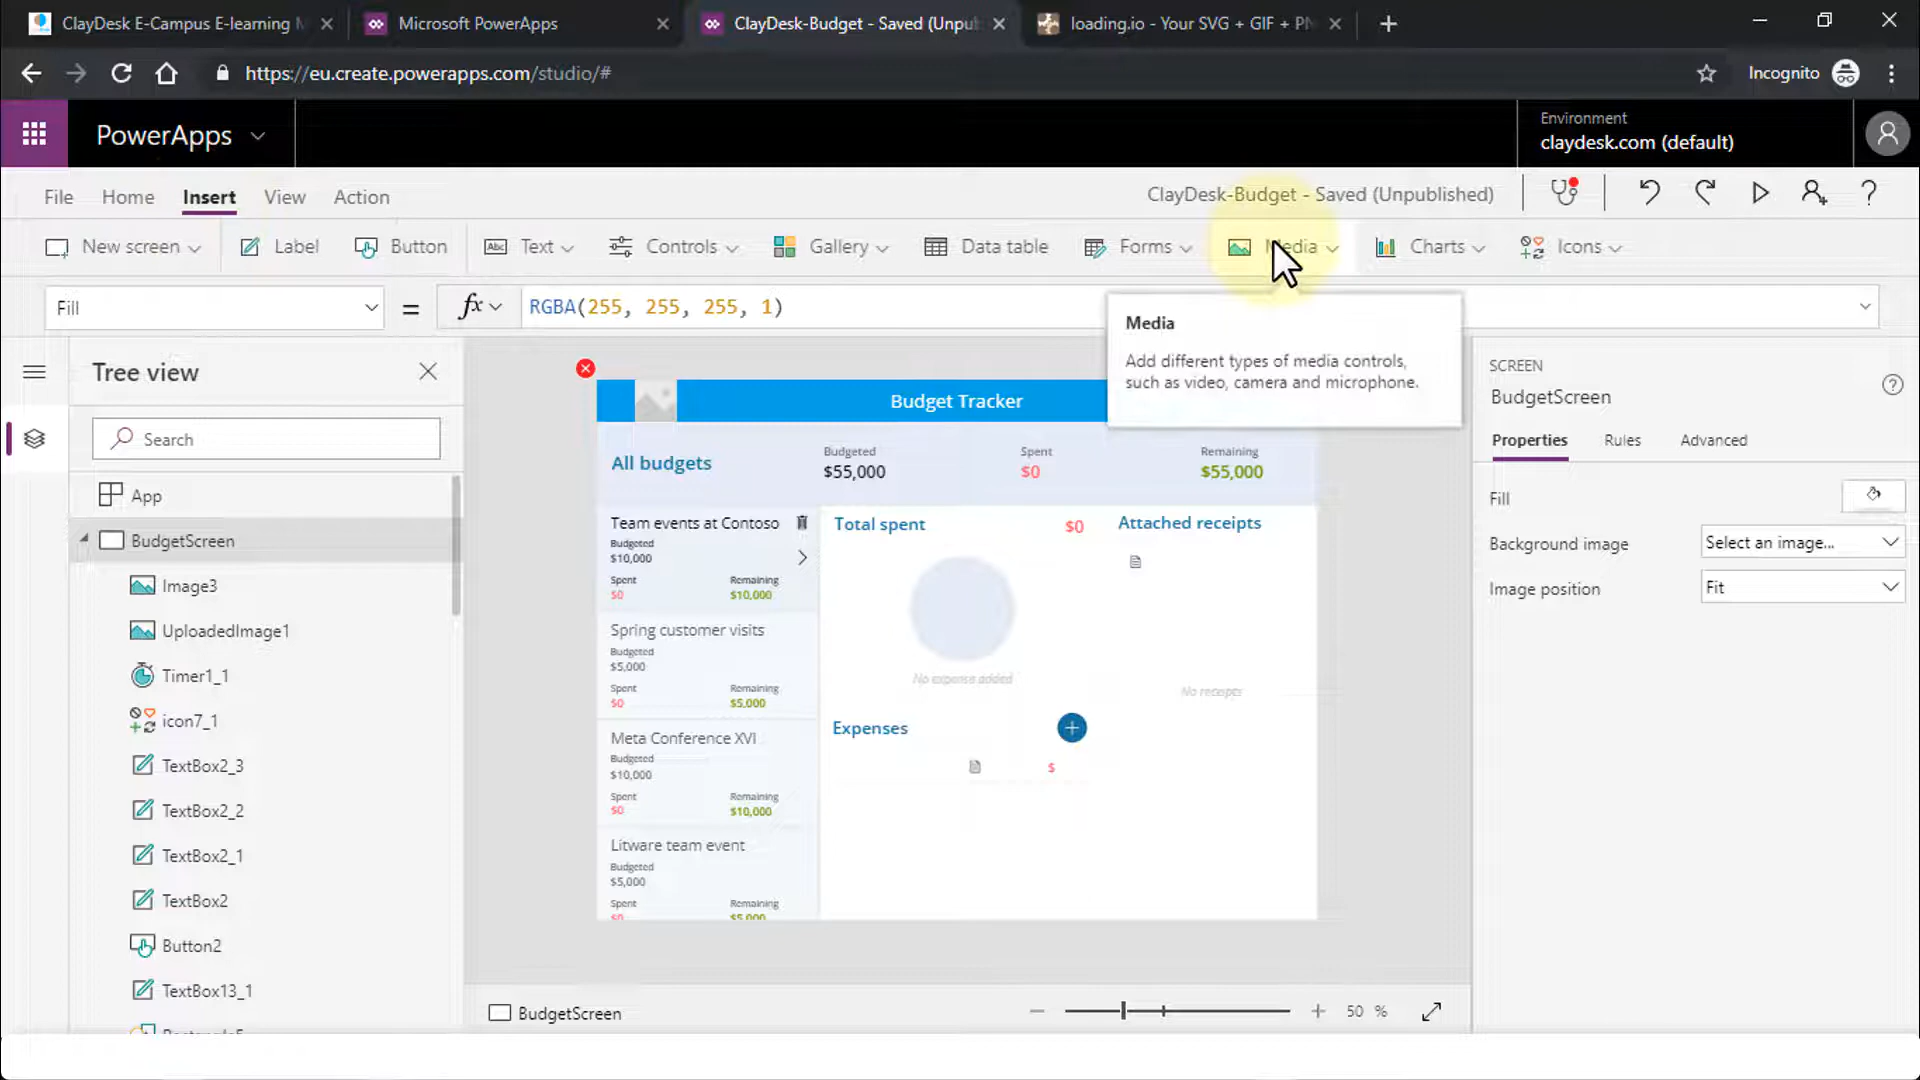 ClayDesk E-Campus E-learning M
Microsoft PowerApps
ClayDesk-Budget - Saved (Unpub
loading.io - Your SVG + GIF + PN
https://eu.create.powerapps.com/studio/#
Incognito
PowerApps
Environment
claydesk.com (default)
File
Home
Insert
View
Action
ClayDesk-Budget - Saved (Unpublished)
New screen
Label
Button
Abc
Text
Controls
Gallery
Data table
Forms
Media
Charts
Icons
Fill
=
fx
RGBA(255, 255, 255, 1)
Media
Add different types of media controls,
such as video, camera and microphone.
Tree view
Search
App
BudgetScreen
Image3
UploadedImage1
Timer1_1
icon7_1
TextBox2_3
TextBox2_2
TextBox2_1
TextBox2
Button2
TextBox13_1
Budget Tracker
All budgets
Budgeted
$55,000
Spent
$0
Remaining
$55,000
Team events at Contoso
Budgeted
$10,000
Spent
$0
Remaining
$10,000
Spring customer visits
Budgeted
$5,000
Spent
$0
Remaining
$5,000
Meta Conference XVI
Budgeted
$10,000
Spent
$0
Remaining
$10,000
Litware team event
Budgeted
$5,000
Spent
$0
Remaining
$5,000
Total spent
$0
No expense added
Attached receipts
No receipts
Expenses
$
SCREEN
BudgetScreen
Properties
Rules
Advanced
Fill
Background image
Select an image...
Image position
Fit
BudgetScreen
50 %